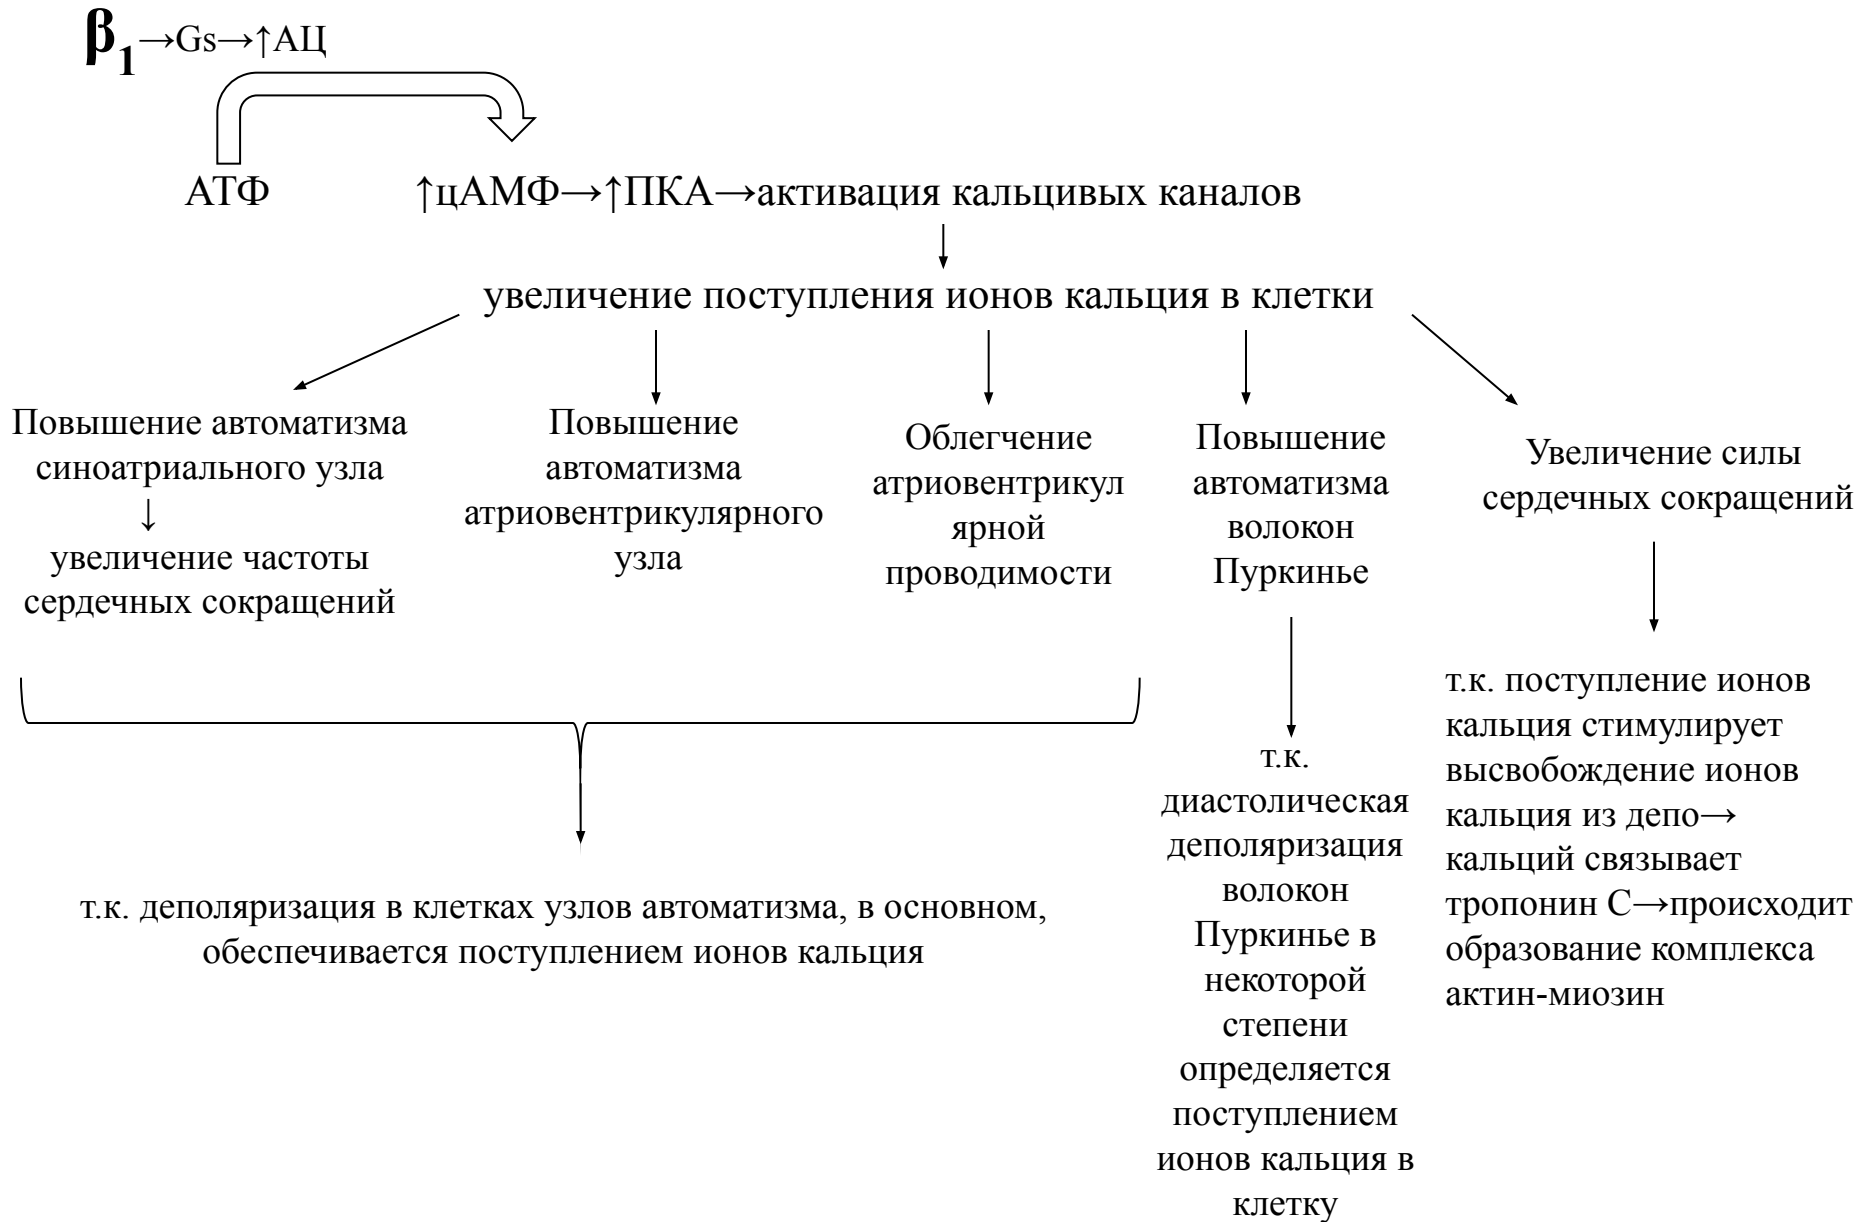 β1→Gs→↑АЦ
АТФ
↑цАМФ→↑ПКА→активация кальцивых каналов
увеличение поступления ионов кальция в клетки
Повышение автоматизма
синоатриального узла
↓
увеличение частоты
сердечных сокращений
Повышение
автоматизма
атриовентрикулярного
узла
Облегчение
атриовентрикул
ярной
проводимости
Повышение
автоматизма
волокон
Пуркинье
Увеличение силы
сердечных сокращений
т.к. деполяризация в клетках узлов автоматизма, в основном,
обеспечивается поступлением ионов кальция
т.к.
диастолическая
деполяризация
волокон
Пуркинье в
некоторой
степени
определяется
поступлением
ионов кальция в
клетку
т.к. поступление ионов
кальция стимулирует
высвобождение ионов
кальция из депо→
кальций связывает
тропонин С→происходит
образование комплекса
актин-миозин